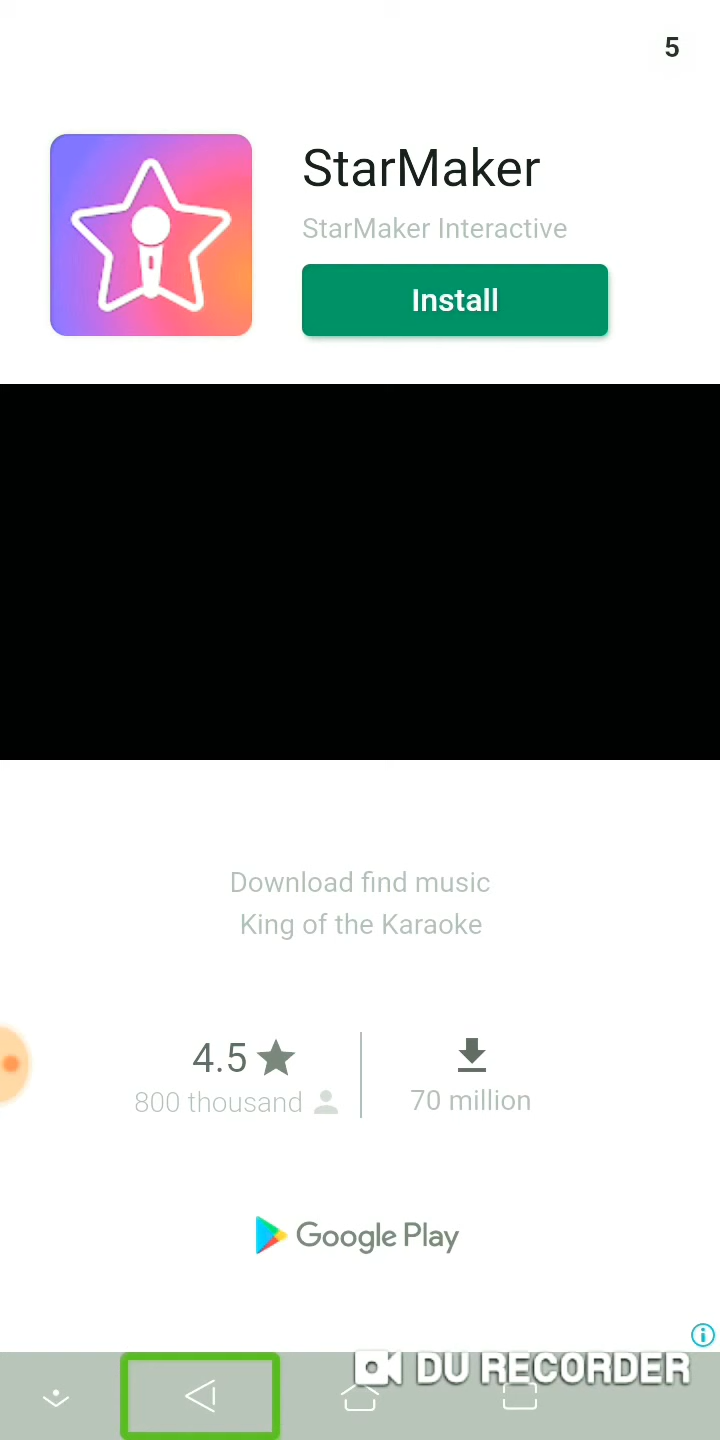 5
StarMaker
StarMaker Interactive
Install
Download find music
King of the Karaoke
4.5
800 thousand
70 million
Google Play
DU RECORDER